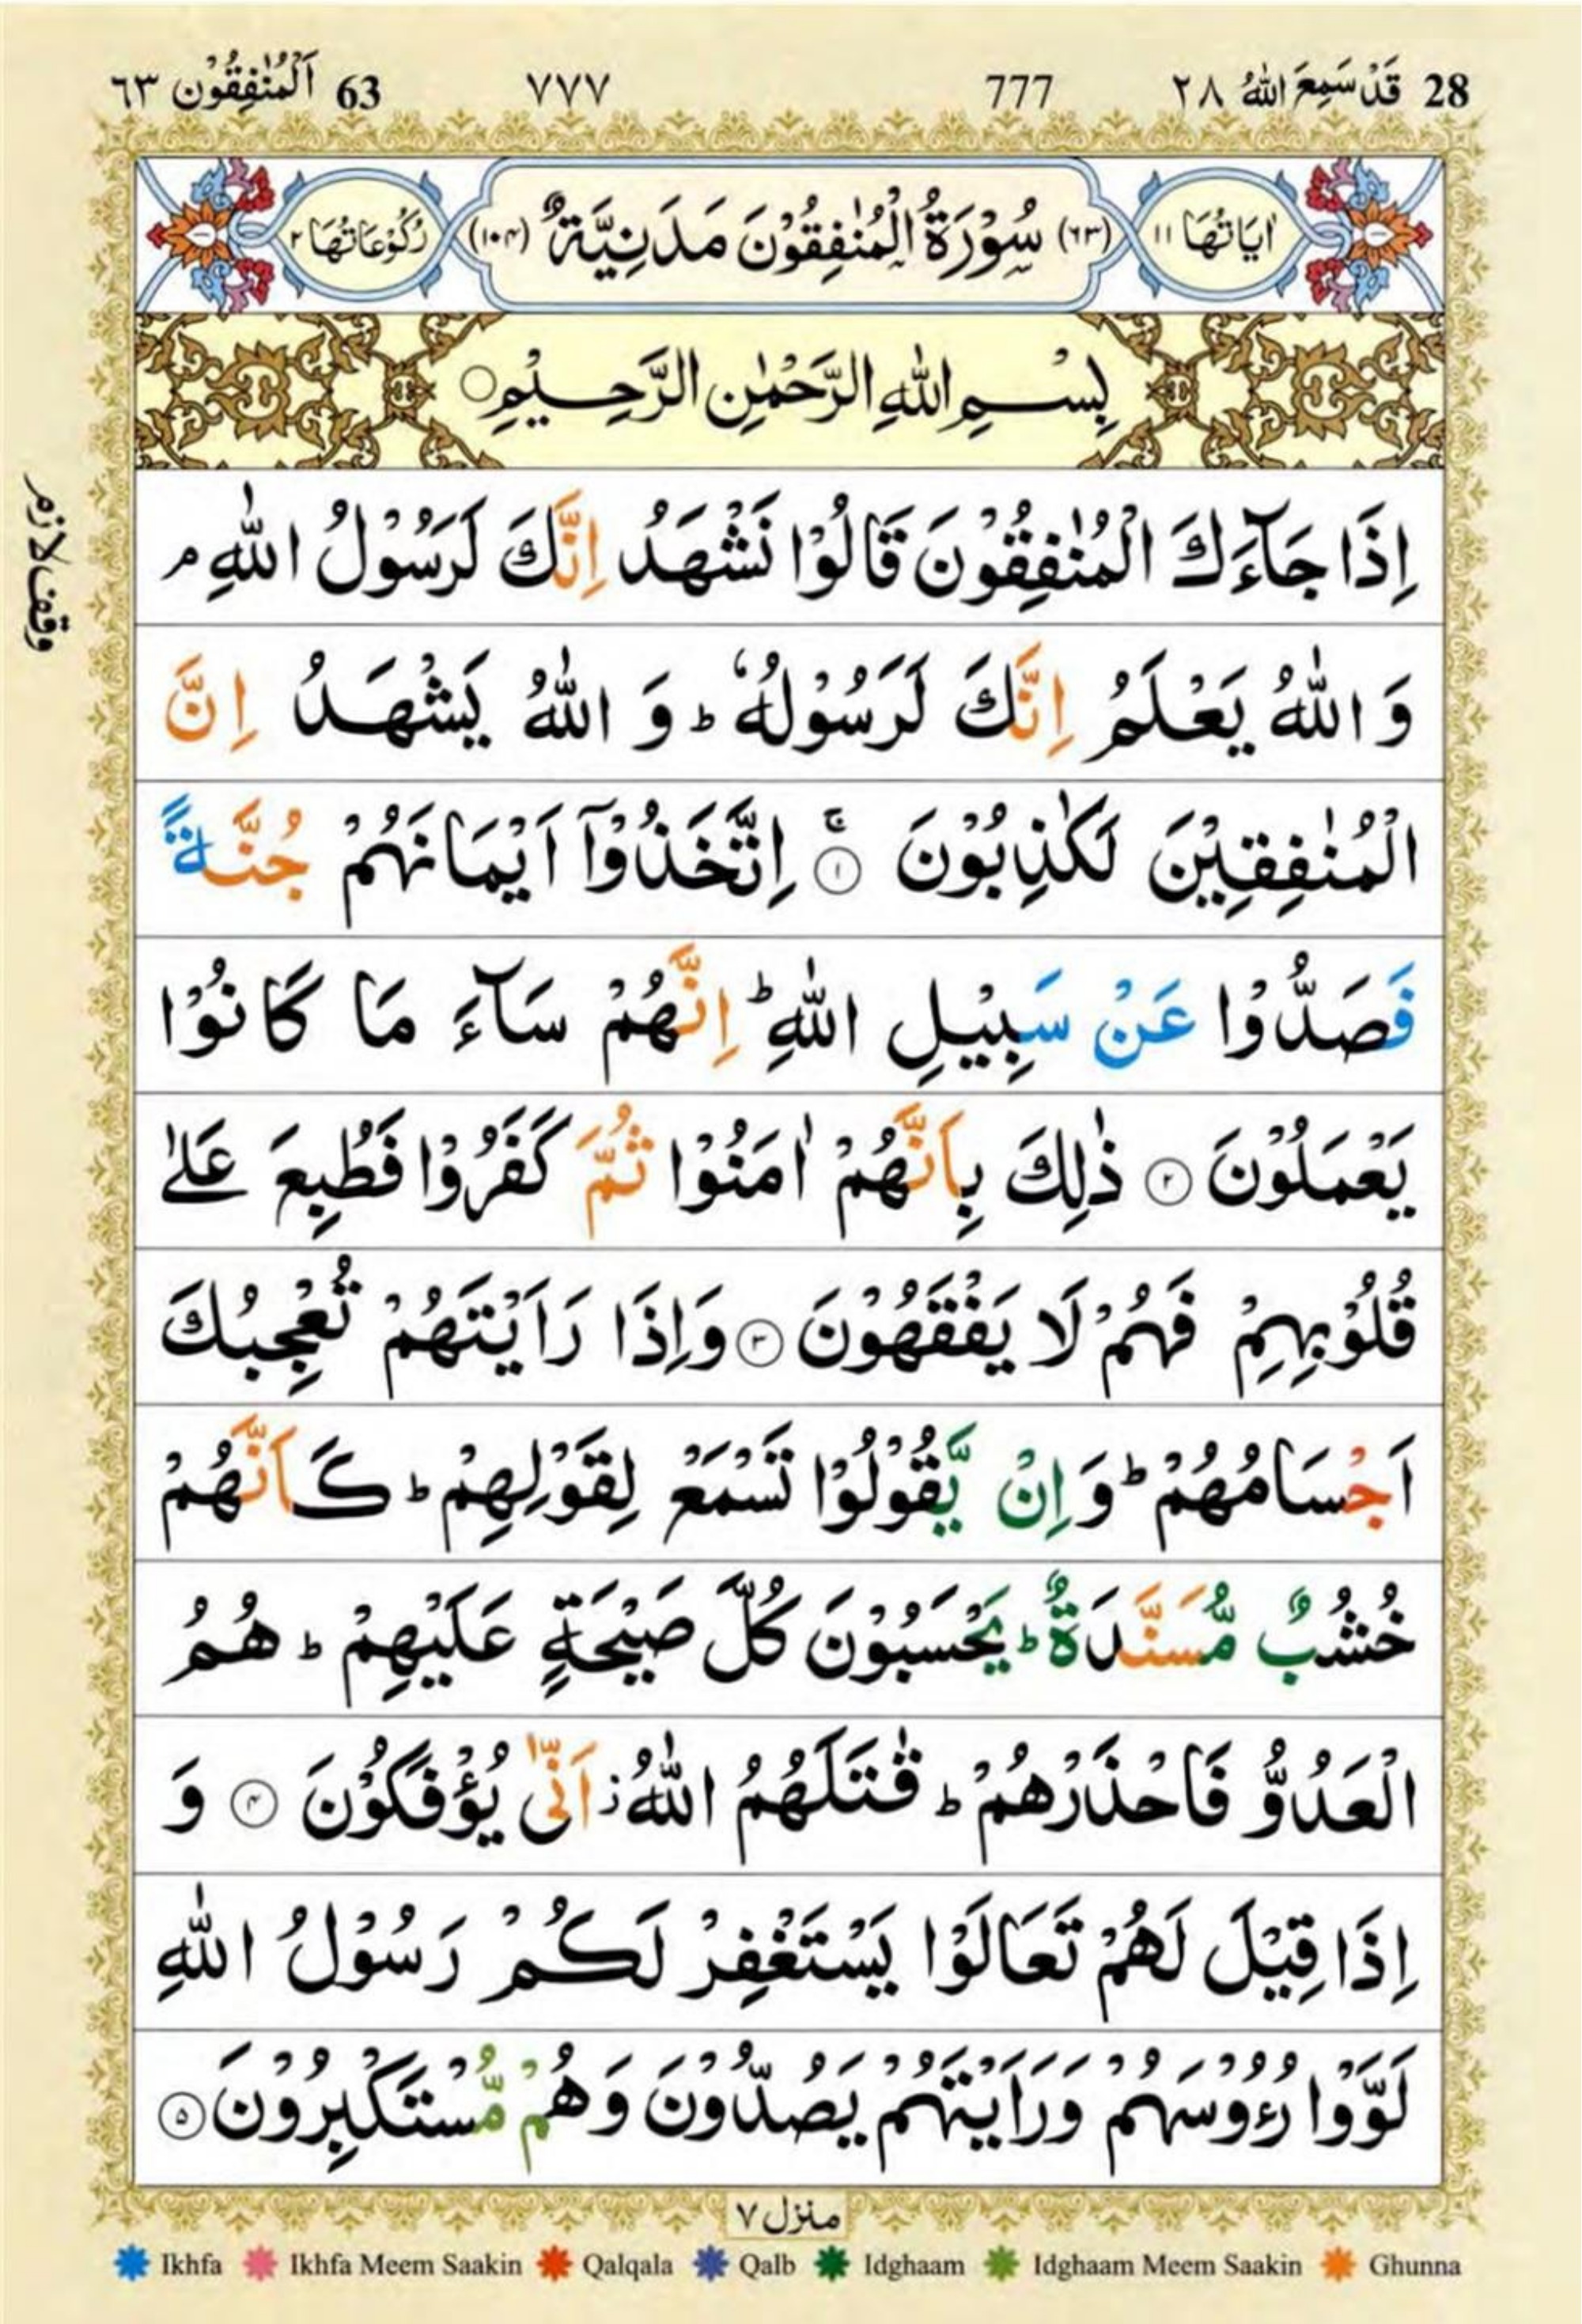 28 قَدْ سَمِعَ اللّٰهُ ٢٨ 777 ٧٧٧ 63 اَلْمُنٰفِقُوْن ٦٣
اٰيَاتُهَا ١١ (٦٣) سُوْرَةُ الْمُنٰفِقُوْنَ مَدَنِيَّةٌ (١٠٤) رُكُوْعَاتُهَا ٢
بِسْمِ اللّٰهِ الرَّحْمٰنِ الرَّحِيْمِ ○
اِذَا جَآءَكَ الْمُنٰفِقُوْنَ قَالُوْا نَشْهَدُ اِنَّكَ لَرَسُوْلُ اللّٰهِ ۘ
وقف لازم
وَ اللّٰهُ يَعْلَمُ اِنَّكَ لَرَسُوْلُهٗ ؕ وَ اللّٰهُ يَشْهَدُ اِنَّ
الْمُنٰفِقِيْنَ لَكٰذِبُوْنَ ۚ ١ اِتَّخَذُوْۤا اَيْمَانَهُمْ جُنَّةً
فَصَدُّوْا عَنْ سَبِيْلِ اللّٰهِ ؕ اِنَّهُمْ سَآءَ مَا كَانُوْا
يَعْمَلُوْنَ ٢ ذٰلِكَ بِاَنَّهُمْ اٰمَنُوْا ثُمَّ كَفَرُوْا فَطُبِعَ عَلٰى
قُلُوْبِهِمْ فَهُمْ لَا يَفْقَهُوْنَ ٣ وَاِذَا رَاَيْتَهُمْ تُعْجِبُكَ
اَجْسَامُهُمْ ؕ وَاِنْ يَّقُوْلُوْا تَسْمَعْ لِقَوْلِهِمْ ؕ كَاَنَّهُمْ
خُشُبٌ مُّسَنَّدَةٌ ؕ يَحْسَبُوْنَ كُلَّ صَيْحَةٍ عَلَيْهِمْ ؕ هُمُ
الْعَدُوُّ فَاحْذَرْهُمْ ؕ قٰتَلَهُمُ اللّٰهُ ؗ اَنّٰى يُؤْفَكُوْنَ ٤ وَ
اِذَا قِيْلَ لَهُمْ تَعَالَوْا يَسْتَغْفِرْ لَكُمْ رَسُوْلُ اللّٰهِ
لَوَّوْا رُءُوْسَهُمْ وَرَاَيْتَهُمْ يَصُدُّوْنَ وَهُمْ مُّسْتَكْبِرُوْنَ ٥
منزل ٧
Ikhfa Ikhfa Meem Saakin Qalqala Qalb Idghaam Idghaam Meem Saakin Ghunna